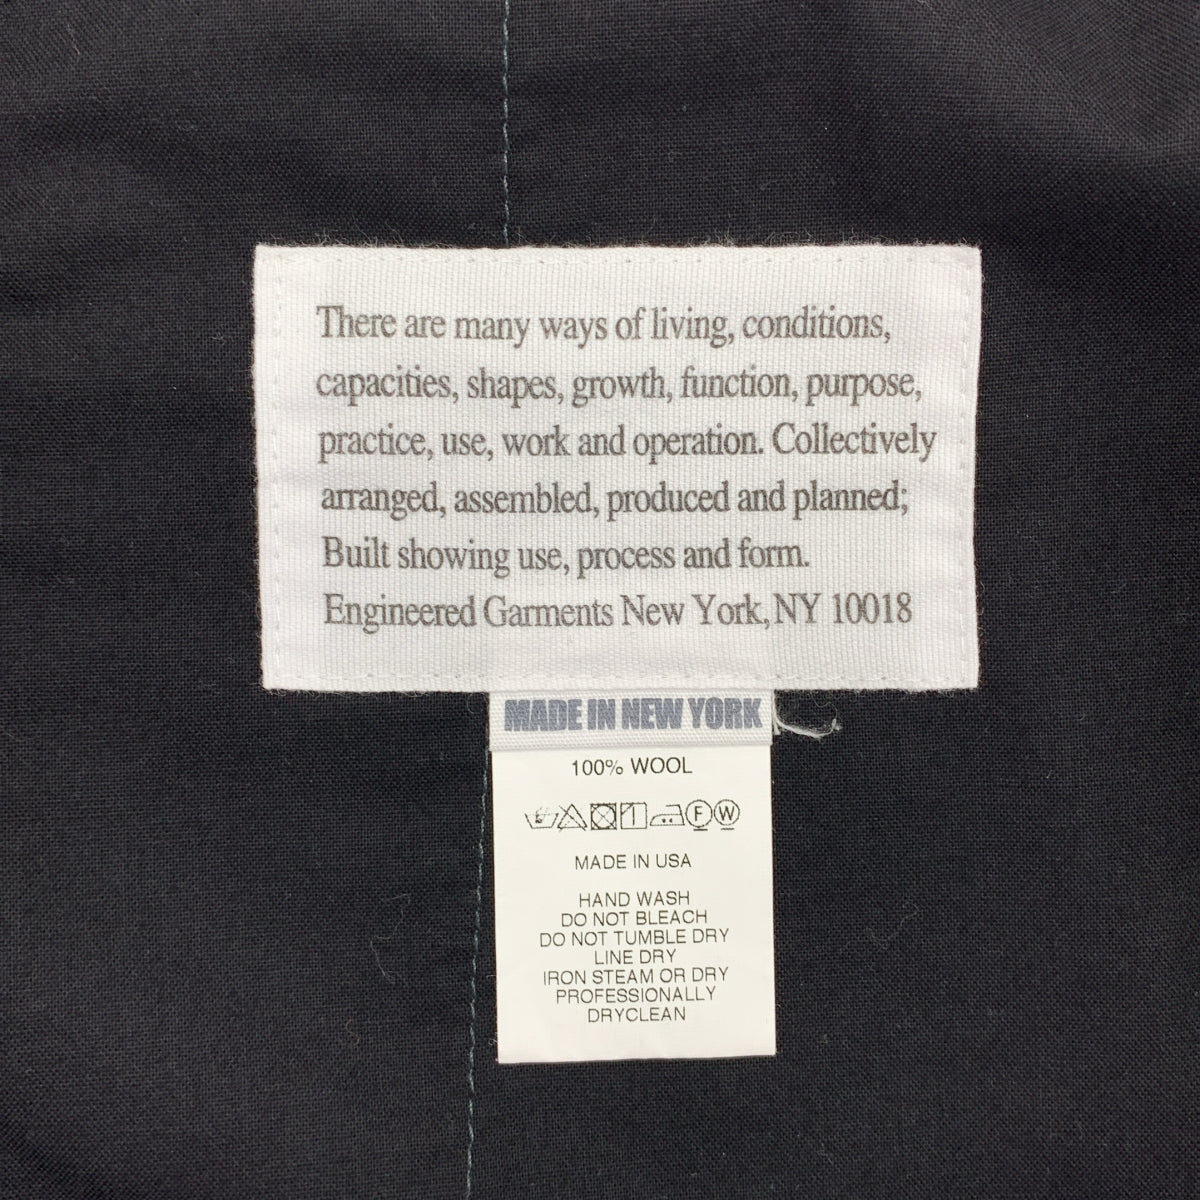 There are many ways of living, conditions,
capacities, shapes, growth, function, purpose,
practice, use, work and operation. Collectively
arranged, assembled, produced and planned;
Built showing use, process and form.
Engineered Garments New York, NY 10018
MADE IN NEW YORK
100% WOOL
F W
MADE IN USA
HAND WASH
DO NOT BLEACH
DO NOT TUMBLE DRY
LINE DRY
IRON STEAM OR DRY
PROFESSIONALLY
DRYCLEAN